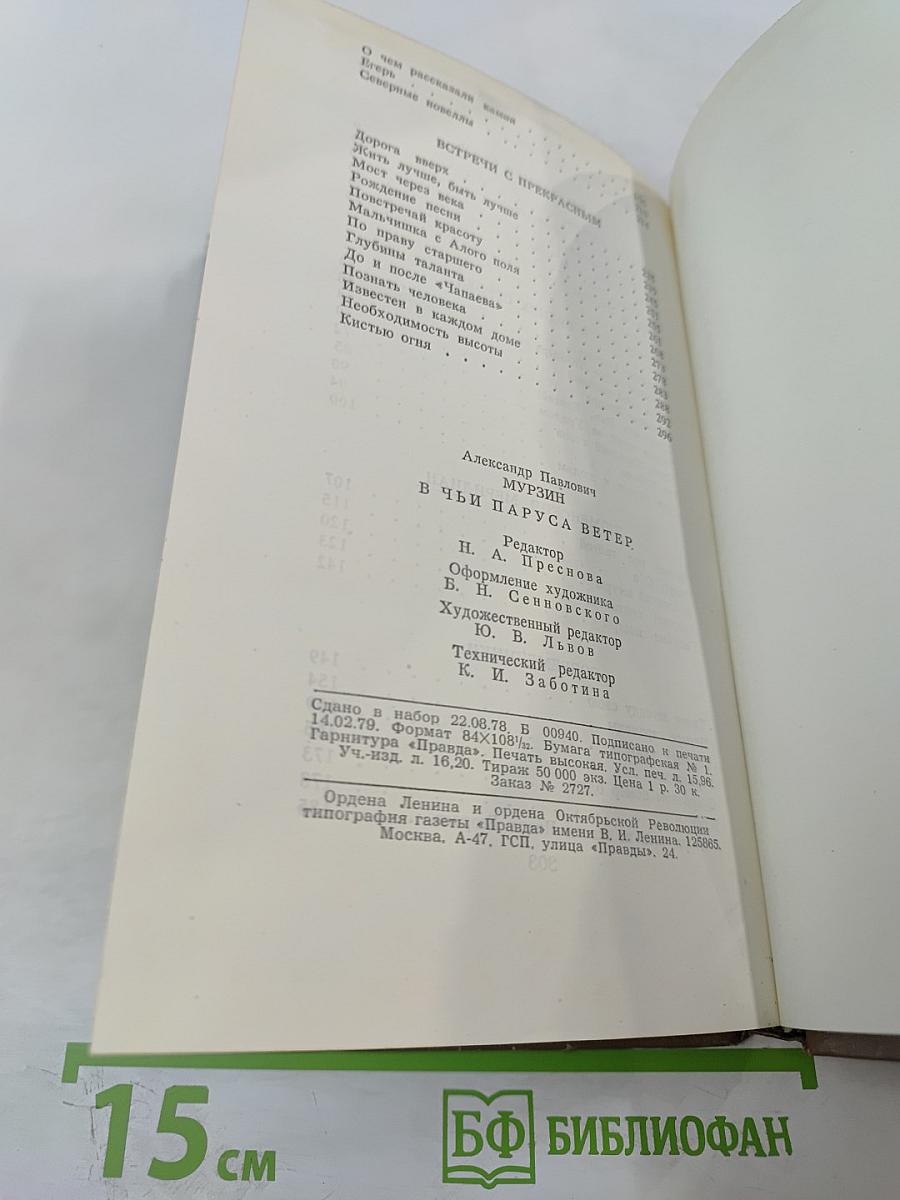 О чем рассказали камни . . . . .
Егерь . . . . . . . .
Северные новеллы . . . . . .
ВСТРЕЧИ С ПРЕКРАСНЫМ
Дорога вверх . . . . . . .
Жить лучше, быть лучше . . . . .
Мост через века . . . . . .
Рождение песни . . . . . .
Повстречай красоту . . . . . .
Мальчишка с Алого поля . . . . .
По праву старшего . . . . . .
Глубины таланта . . . . . .
До и после «Чапаева» . . . . . 278
Познать человека . . . . . . 283
Известен в каждом доме . . . . . 288
Необходимость высоты . . . . . 292
Кистью огня . . . . . . . 296
Александр Павлович
МУРЗИН
В ЧЬИ ПАРУСА ВЕТЕР.
Редактор
Н. А. Преснова
Оформление художника
Б. Н. Сенновского
Художественный редактор
Ю. В. Львов
Технический редактор
К. И. Заботина
Сдано в набор 22.08.78. Б 00940. Подписано к печати
14.02.79. Формат 84×108¹/₃₂. Бумага типографская № 1.
Гарнитура «Правда». Печать высокая. Усл. печ. л. 15,96.
Уч.-изд. л. 16,20. Тираж 50 000 экз. Цена 1 р. 30 к.
Заказ № 2727.
Ордена Ленина и ордена Октябрьской Революции
типография газеты «Правда» имени В. И. Ленина. 125865.
Москва, А-47, ГСП, улица «Правды», 24.
15 см
БФ БИБЛИОФАН